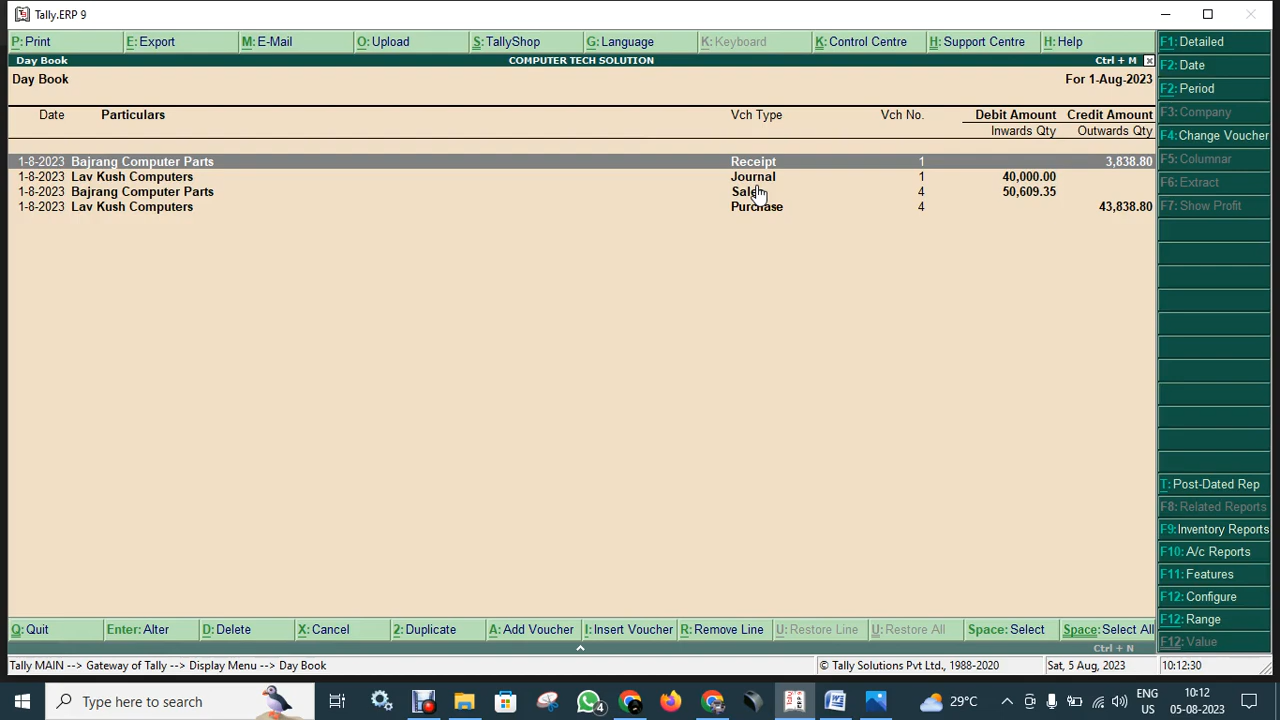 Tally.ERP 9
P: Print E: Export M: E-Mail O: Upload S: TallyShop G: Language K: Keyboard K: Control Centre H: Support Centre H: Help
Day Book COMPUTER TECH SOLUTION Ctrl + M
Day Book For 1-Aug-2023
Date Particulars Vch Type Vch No. Debit Amount Credit Amount
Inwards Qty Outwards Qty
1-8-2023 Bajrang Computer Parts Receipt 1 3,838.80
1-8-2023 Lav Kush Computers Journal 1 40,000.00
1-8-2023 Bajrang Computer Parts Sales 4 50,609.35
1-8-2023 Lav Kush Computers Purchase 4 43,838.80
F1: Detailed
F2: Date
F2: Period
F3: Company
F4: Change Voucher
F5: Columnar
F6: Extract
F7: Show Profit
T: Post-Dated Rep
F8: Related Reports
F9: Inventory Reports
F10: A/c Reports
F11: Features
F12: Configure
F12: Range
F12: Value
Q: Quit Enter: Alter D: Delete X: Cancel 2: Duplicate A: Add Voucher I: Insert Voucher R: Remove Line U: Restore Line U: Restore All Space: Select Space: Select All
Ctrl + N
Tally MAIN --> Gateway of Tally --> Display Menu --> Day Book © Tally Solutions Pvt Ltd., 1988-2020 Sat, 5 Aug, 2023 10:12:30
Type here to search 4 29°C ENG 10:12
US 05-08-2023